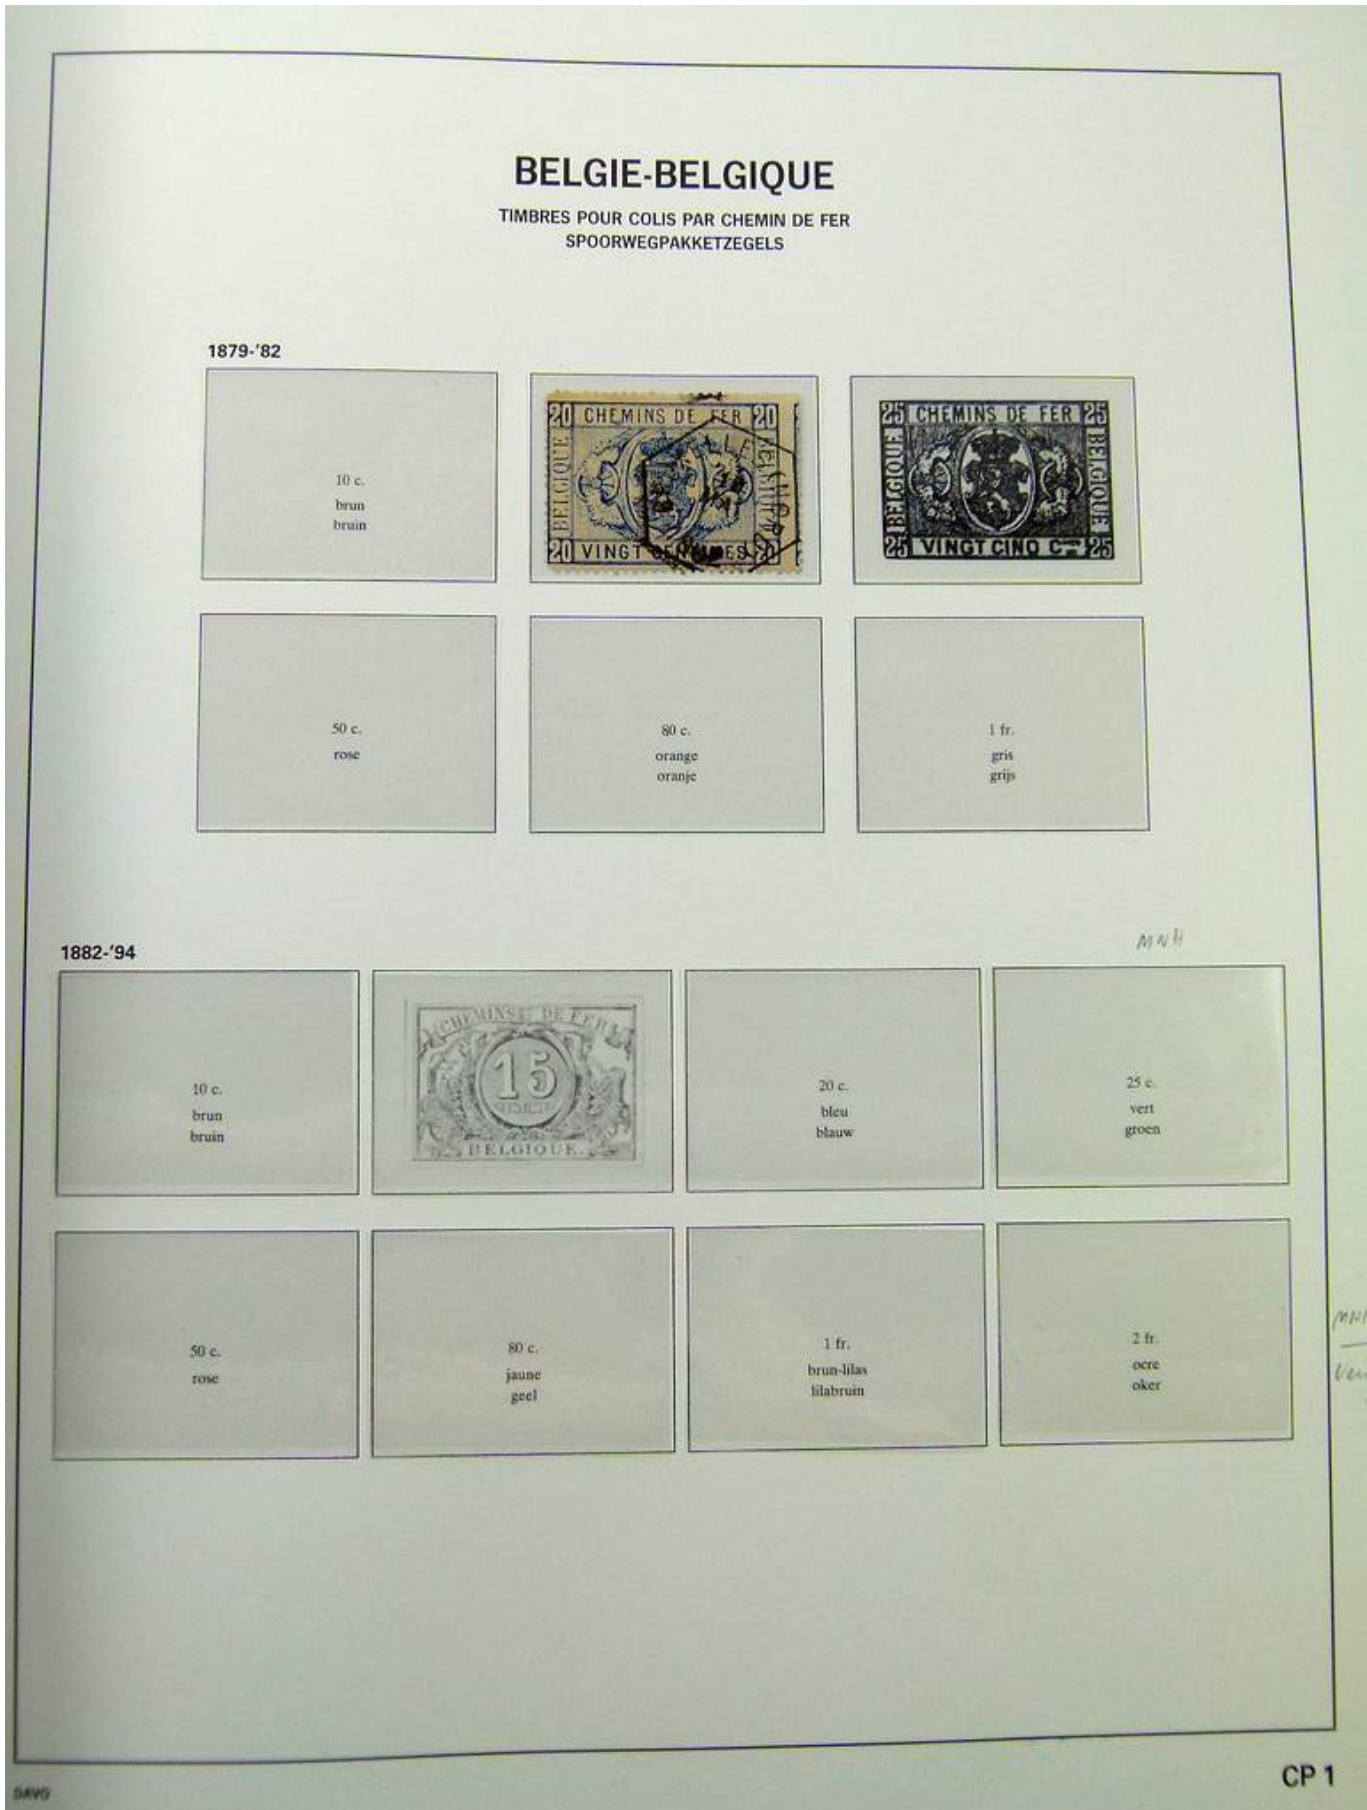 BELGIE-BELGIQUE
TIMBRES POUR COLIS PAR CHEMIN DE FER
SPOORWEGPAKKETZEGELS
1879-'82
10 c.
brun
bruin
20 CHEMINS DE FER 20
BELGIQUE
20 VINGT CENTIMES 20
25 CHEMINS DE FER 25
BELGIQUE
BELGIQUE
25 VINGT CINQ Cmes 25
50 c.
rose
80 c.
orange
oranje
1 fr.
gris
grijs
1882-'94
MNH
10 c.
brun
bruin
CHEMINS DE FER
15
BELGIQUE.
20 c.
bleu
blauw
25 c.
vert
groen
50 c.
rose
80 c.
jaune
geel
1 fr.
brun-lilas
lilabruin
2 fr.
ocre
oker
CP 1
DAVO